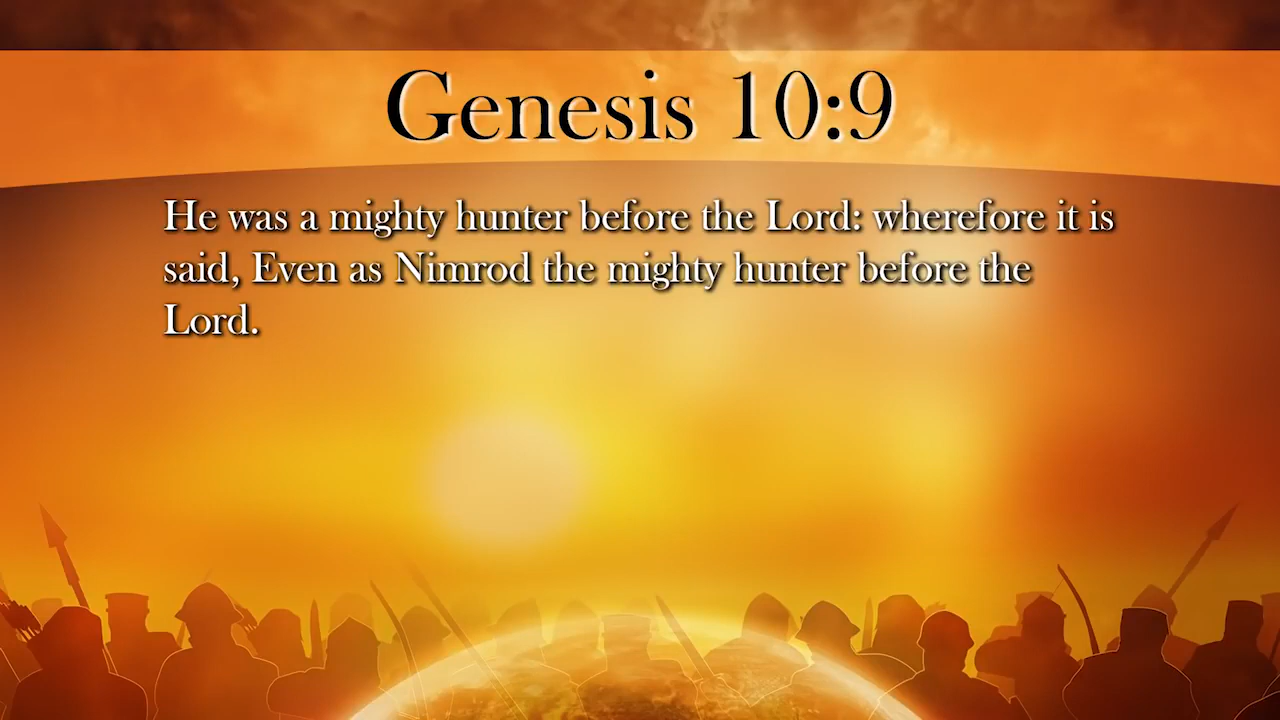 Genesis 10:9
He was a mighty hunter before the Lord: wherefore it is
said, Even as Nimrod the mighty hunter before the
Lord.